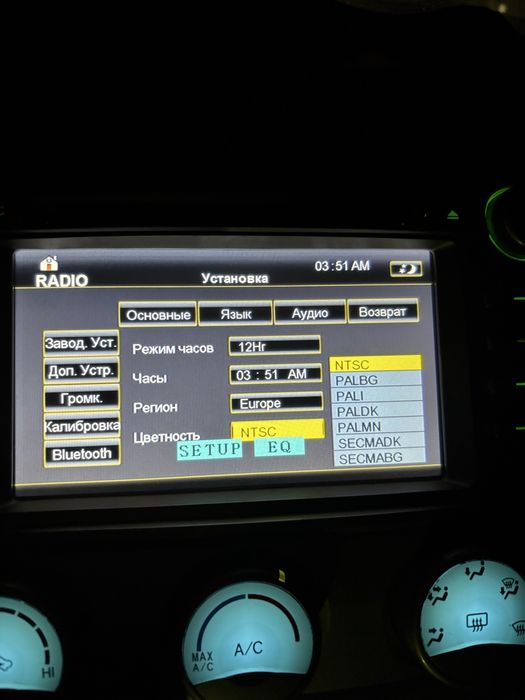 03:51 AM
RADIO
Установка
Основные Язык Аудио Возврат
Завод. Уст.
Доп. Устр.
Громк.
Калибровка
Bluetooth
Режим часов 12Hr
Часы 03 : 51 AM
Регион Europe
Цветность NTSC
SETUP EQ
NTSC
PALBG
PALI
PALDK
PALMN
SECMADK
SECMABG
HI
MAX A/C
A/C